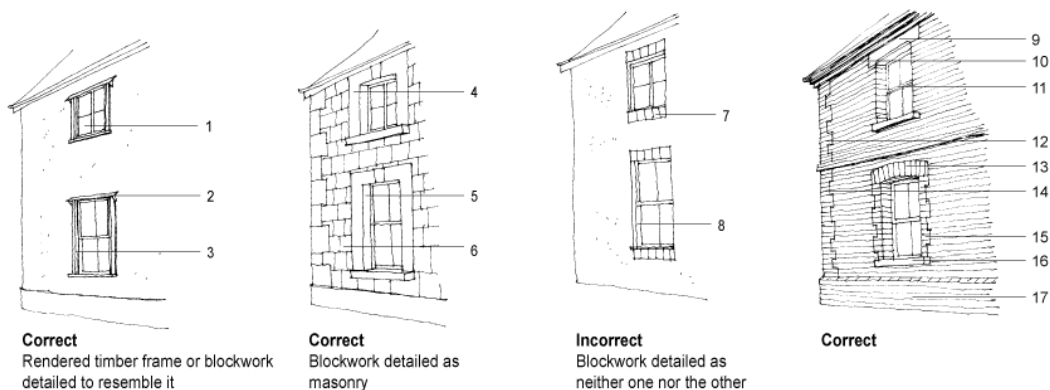 1
2
3
4
5
6
7
8
9
10
11
12
13
14
15
16
17
Correct
Rendered timber frame or blockwork
detailed to resemble it
Correct
Blockwork detailed as
masonry
Incorrect
Blockwork detailed as
neither one nor the other
Correct